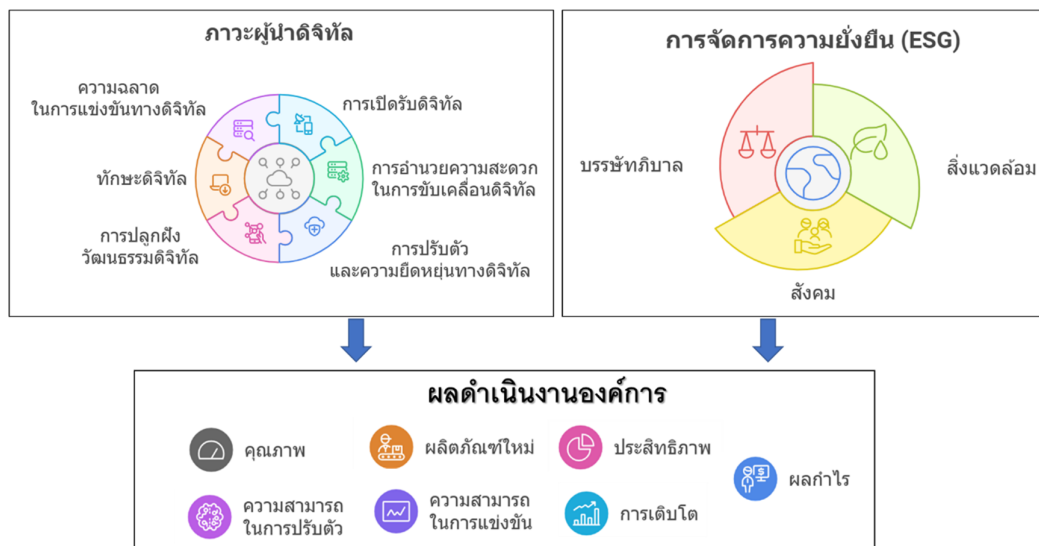 ภาวะผู้นำดิจิทัล
ความฉลาด
ในการแข่งขันทางดิจิทัล
การเปิดรับดิจิทัล
ทักษะดิจิทัล
การอำนวยความสะดวก
ในการขับเคลื่อนดิจิทัล
การปลูกฝัง
วัฒนธรรมดิจิทัล
การปรับตัว
และความยืดหยุ่นทางดิจิทัล
การจัดการความยั่งยืน (ESG)
บรรษัทภิบาล
สิ่งแวดล้อม
สังคม
ผลดำเนินงานองค์การ
คุณภาพ
ผลิตภัณฑ์ใหม่
ประสิทธิภาพ
ผลกำไร
ความสามารถ
ในการปรับตัว
ความสามารถ
ในการแข่งขัน
การเติบโต